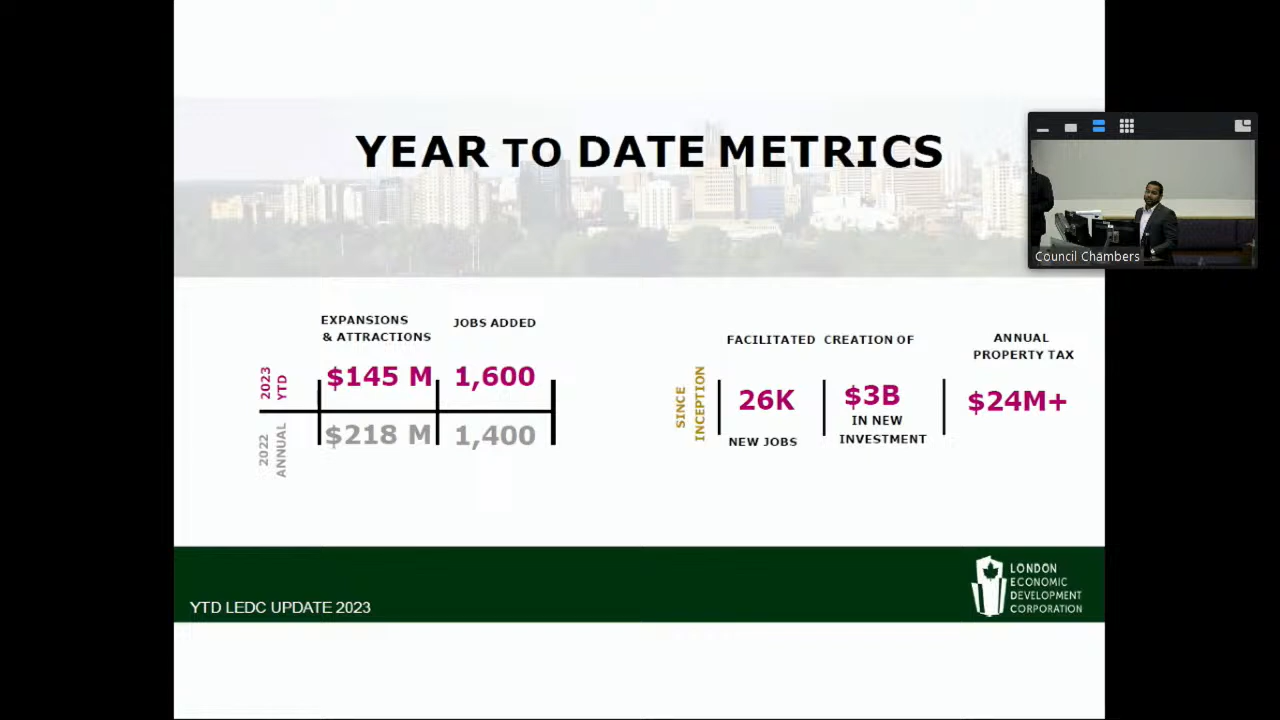 YEAR TO DATE METRICS
Council Chambers
EXPANSIONS
& ATTRACTIONS
JOBS ADDED
2023
YTD
$145 M
1,600
2022
ANNUAL
$218 M
1,400
FACILITATED CREATION OF
ANNUAL
PROPERTY TAX
SINCE
INCEPTION
26K
NEW JOBS
$3B
IN NEW
INVESTMENT
$24M+
YTD LEDC UPDATE 2023
LONDON
ECONOMIC
DEVELOPMENT
CORPORATION